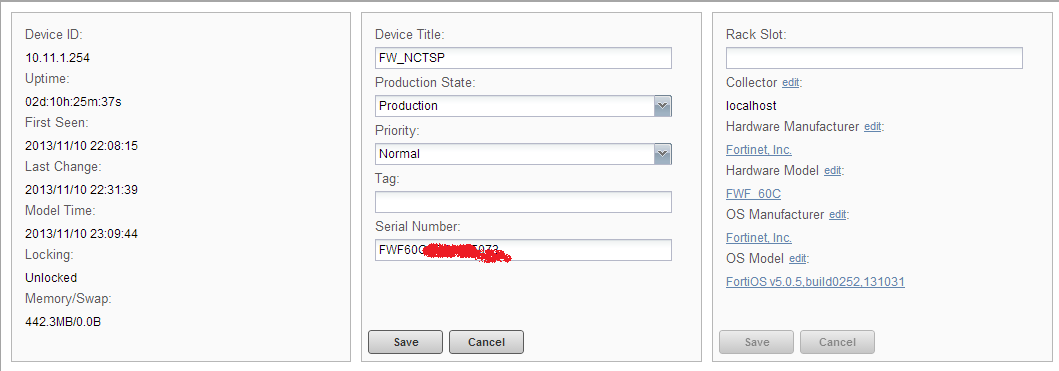 Device ID:
10.11.1.254
Uptime:
02d:10h:25m:37s
First Seen:
2013/11/10 22:08:15
Last Change:
2013/11/10 22:31:39
Model Time:
2013/11/10 23:09:44
Locking:
Unlocked
Memory/Swap:
442.3MB/0.0B
Device Title:
FW_NCTSP
Production State:
Production
Priority:
Normal
Tag:
Serial Number:
Save Cancel
Rack Slot:
Collector edit:
localhost
Hardware Manufacturer edit:
Fortinet, Inc.
Hardware Model edit:
FWF_60C
OS Manufacturer edit:
Fortinet, Inc.
OS Model edit:
FortiOS v5.0.5,build0252,131031
Save Cancel